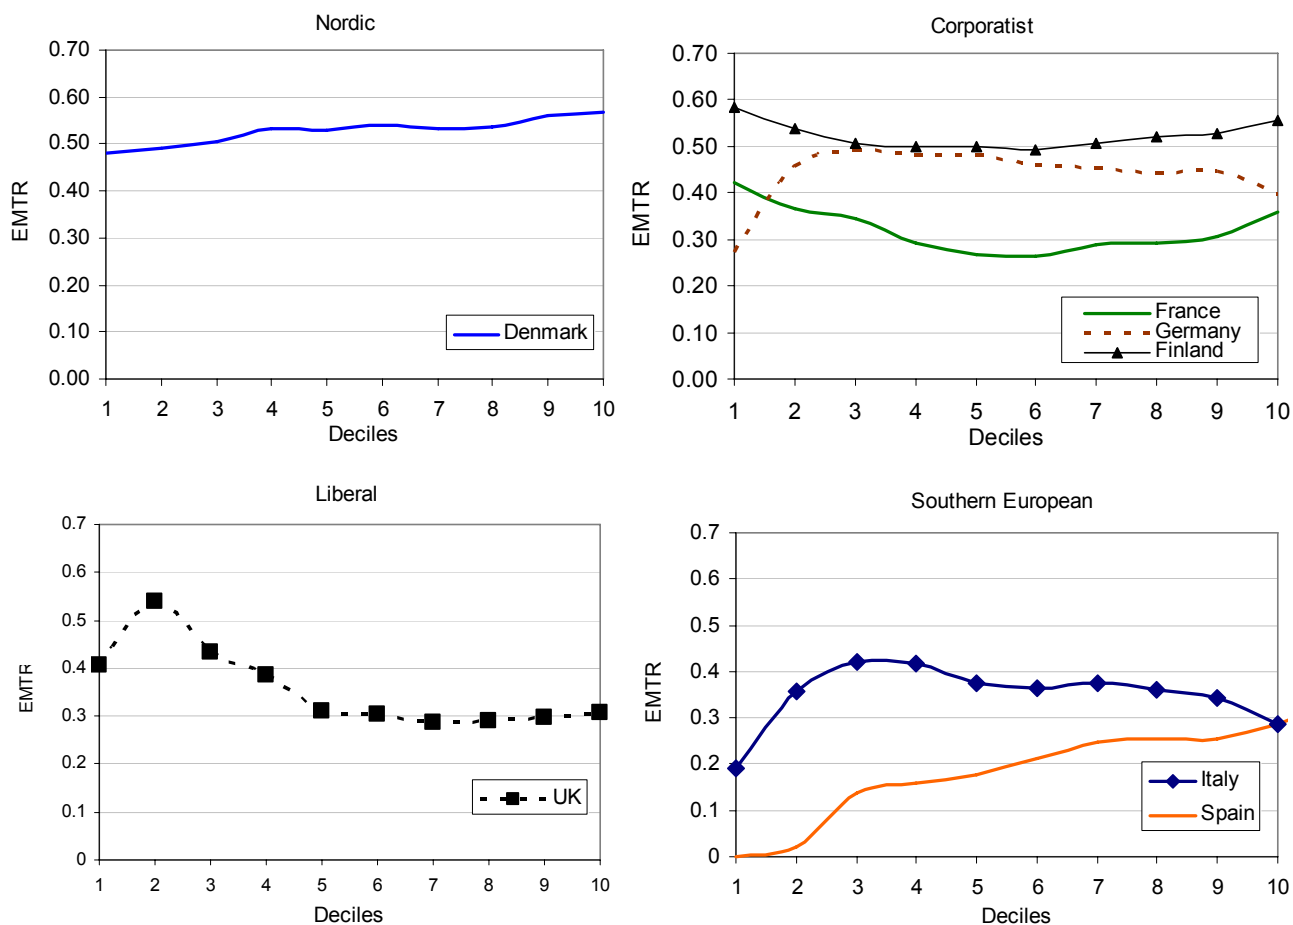 Nordic
0.70
0.60
0.50
0.40
0.30
0.20
0.10
0.00
EMTR
Denmark
1 2 3 4 5 6 7 8 9 10
Deciles
Corporatist
0.70
0.60
0.50
0.40
0.30
0.20
0.10
0.00
EMTR
France
Germany
Finland
1 2 3 4 5 6 7 8 9 10
Deciles
Liberal
0.7
0.6
0.5
0.4
0.3
0.2
0.1
0
EMTR
UK
1 2 3 4 5 6 7 8 9 10
Deciles
Southern European
0.7
0.6
0.5
0.4
0.3
0.2
0.1
0
EMTR
Italy
Spain
1 2 3 4 5 6 7 8 9 10
Deciles